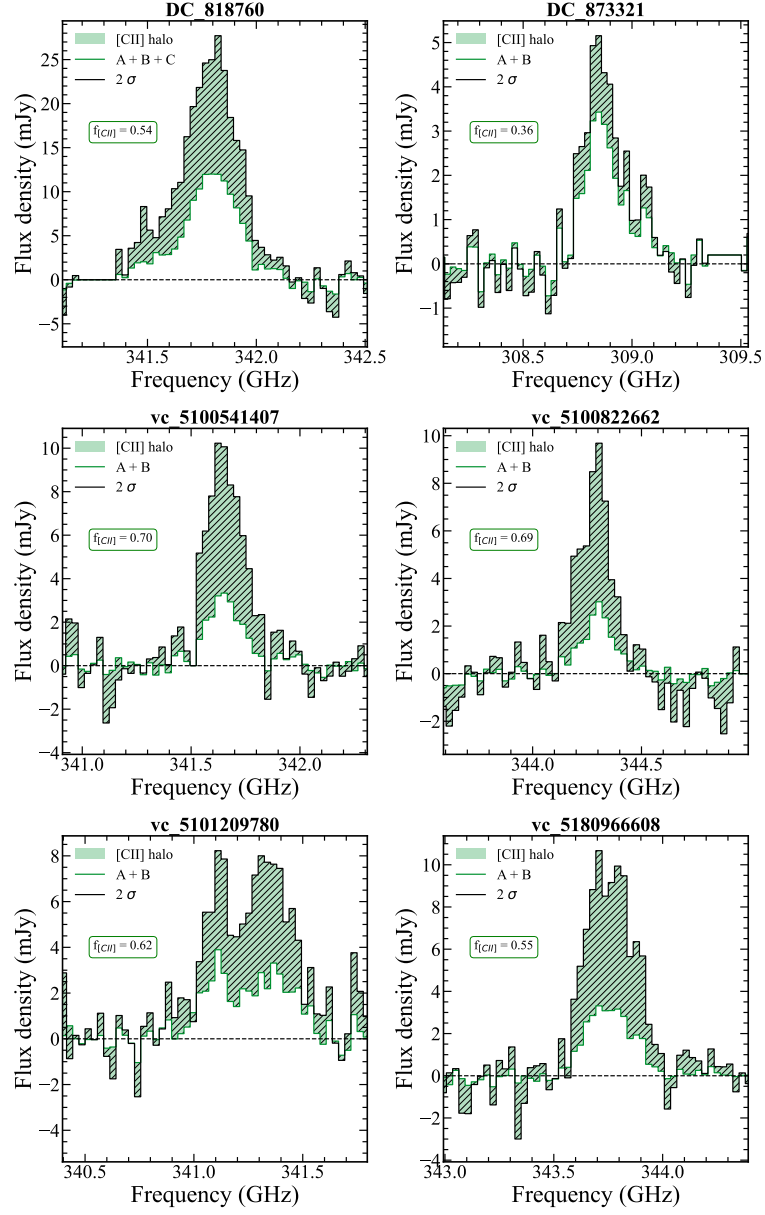 DC_818760
[CII] halo
A + B + C
2 σ
f[CII] = 0.54
25
20
15
10
5
0
−5
Flux density (mJy)
341.5
342.0
342.5
Frequency (GHz)
DC_873321
[CII] halo
A + B
2 σ
f[CII] = 0.36
5
4
3
2
1
0
−1
Flux density (mJy)
308.5
309.0
309.5
Frequency (GHz)
vc_5100541407
[CII] halo
A + B
2 σ
f[CII] = 0.70
10
8
6
4
2
0
−2
−4
Flux density (mJy)
341.0
341.5
342.0
Frequency (GHz)
vc_5100822662
[CII] halo
A + B
2 σ
f[CII] = 0.69
10
8
6
4
2
0
−2
Flux density (mJy)
344.0
344.5
Frequency (GHz)
vc_5101209780
[CII] halo
A + B
2 σ
f[CII] = 0.62
8
6
4
2
0
−2
−4
Flux density (mJy)
340.5
341.0
341.5
Frequency (GHz)
vc_5180966608
[CII] halo
A + B
2 σ
f[CII] = 0.55
10
8
6
4
2
0
−2
−4
Flux density (mJy)
343.0
343.5
344.0
Frequency (GHz)